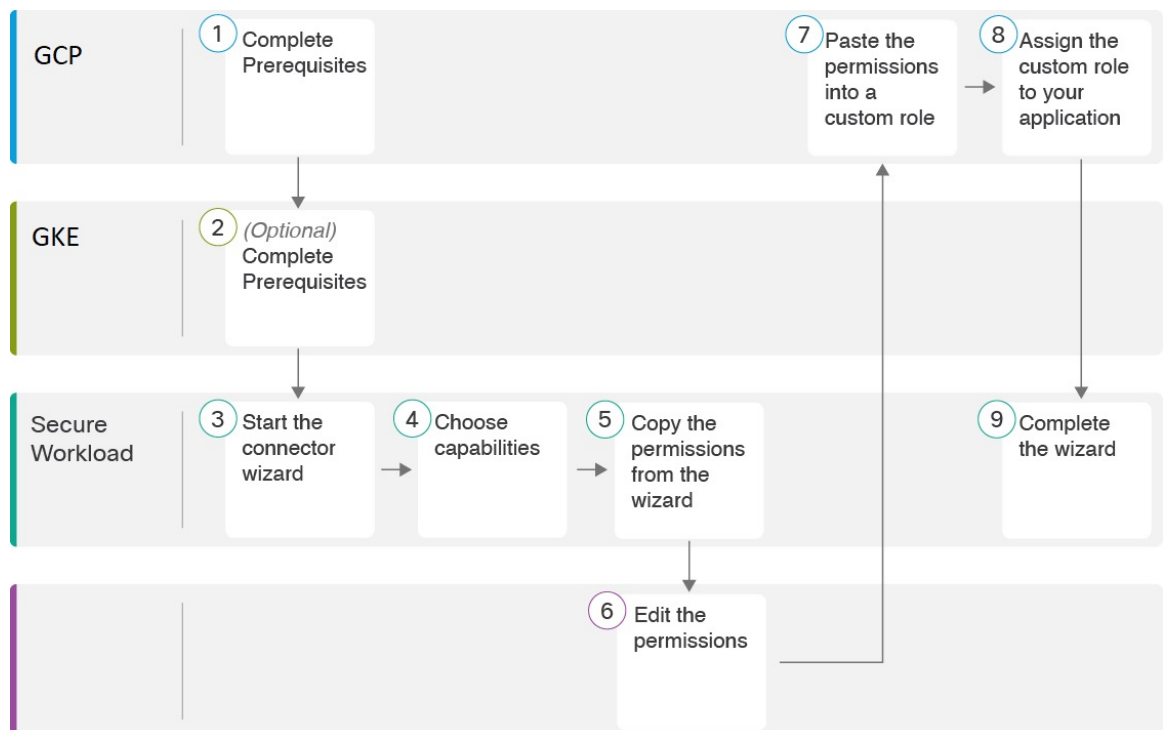 GCP
1
Complete
Prerequisites
7
Paste the
permissions
into a
custom role
8
Assign the
custom role
to your
application
GKE
2
(Optional)
Complete
Prerequisites
Secure
Workload
3
Start the
connector
wizard
4
Choose
capabilities
5
Copy the
permissions
from the
wizard
9
Complete
the wizard
6
Edit the
permissions